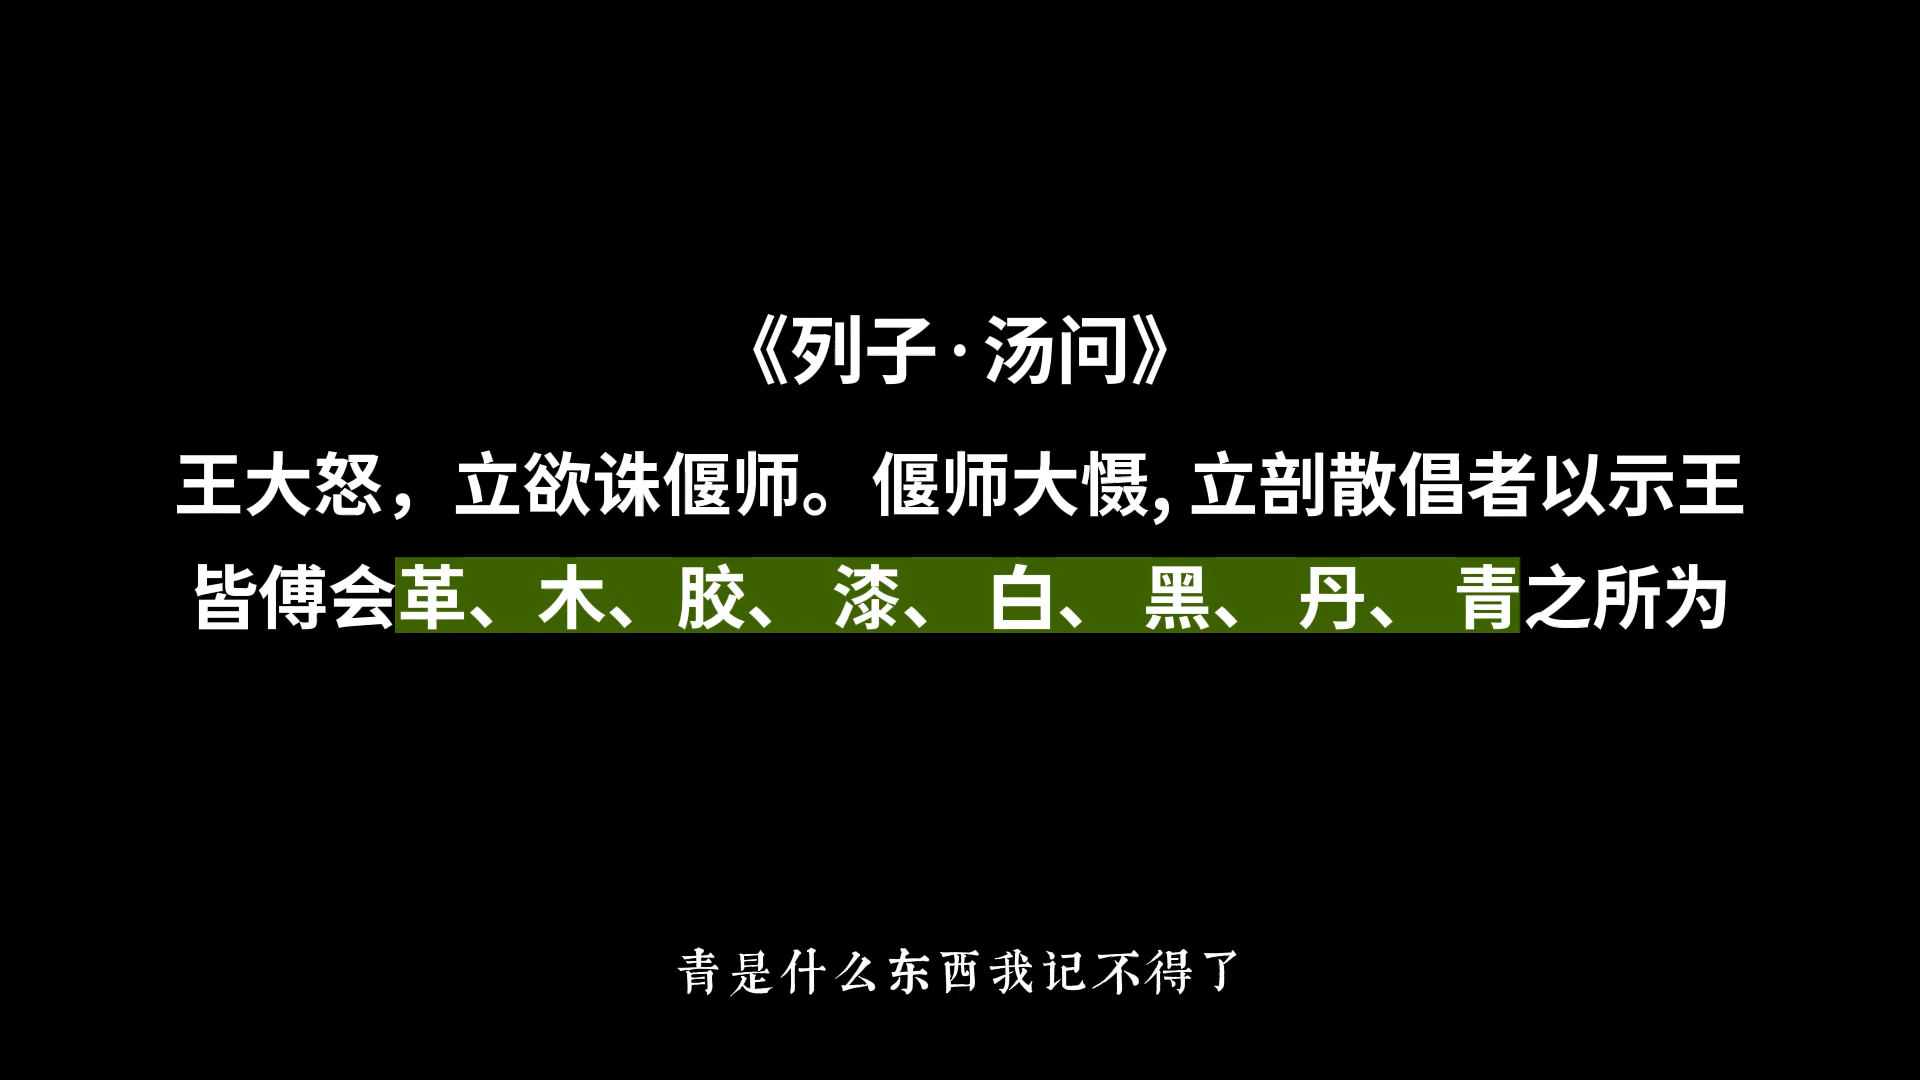 《列子·汤问》
王大怒，立欲诛偃师。偃师大慑,立剖散倡者以示王
皆傅会革、木、胶、 漆、 白、 黑、 丹、 青之所为
青是什么东西我记不得了